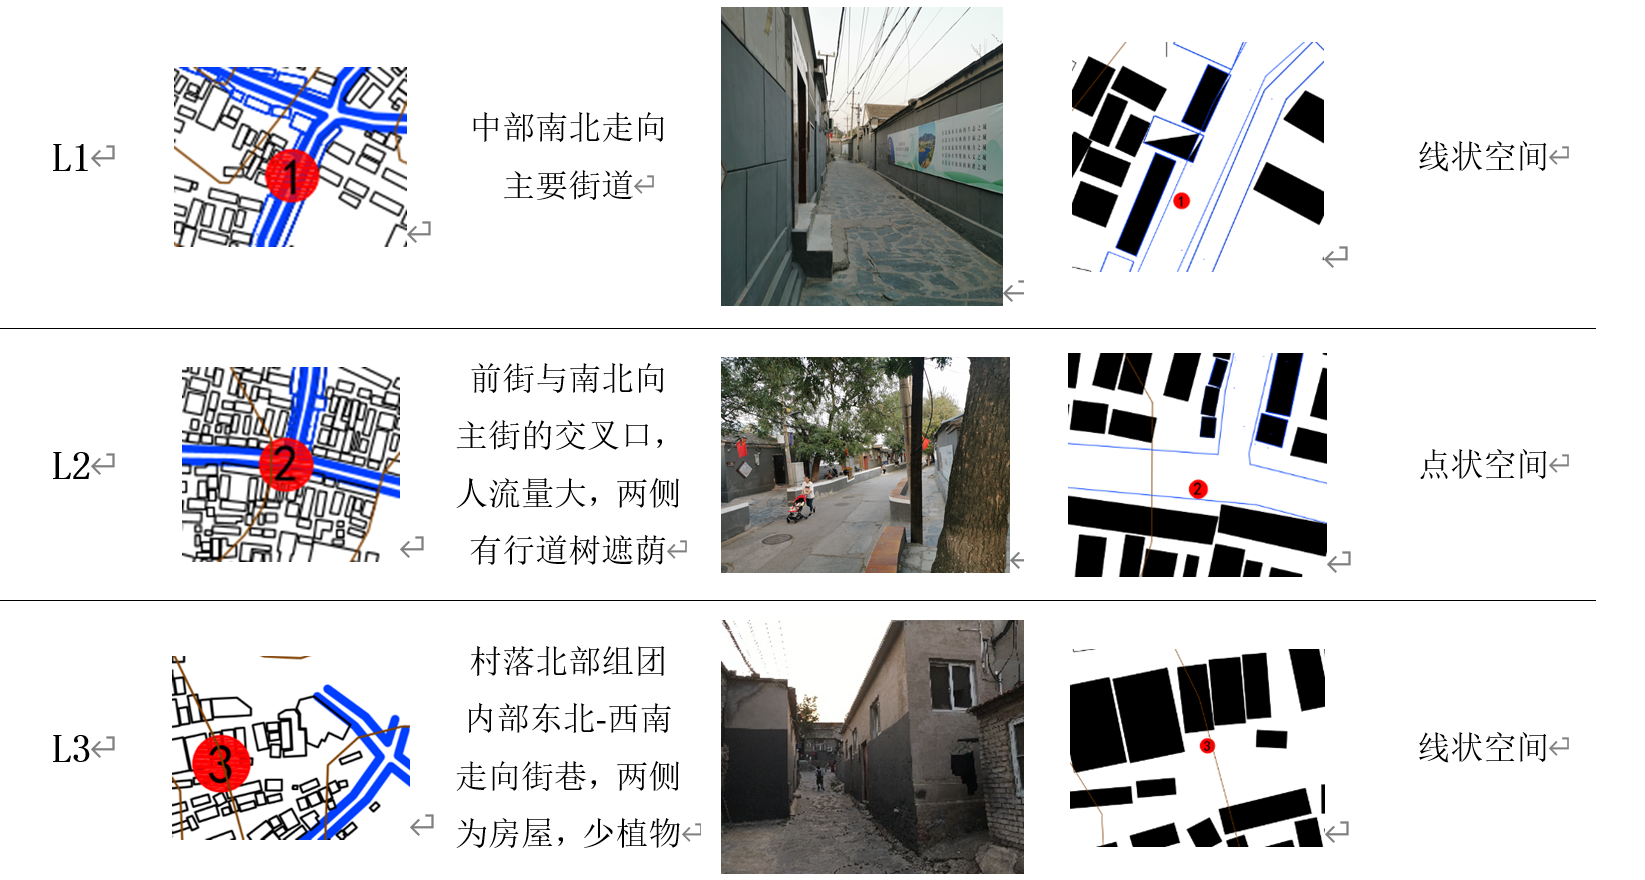 L1
1
中部南北走向
主要街道
1
线状空间
L2
2
前街与南北向
主街的交叉口，
人流量大，两侧
有行道树遮荫
2
点状空间
L3
3
村落北部组团
内部东北-西南
走向街巷，两侧
为房屋，少植物
3
线状空间